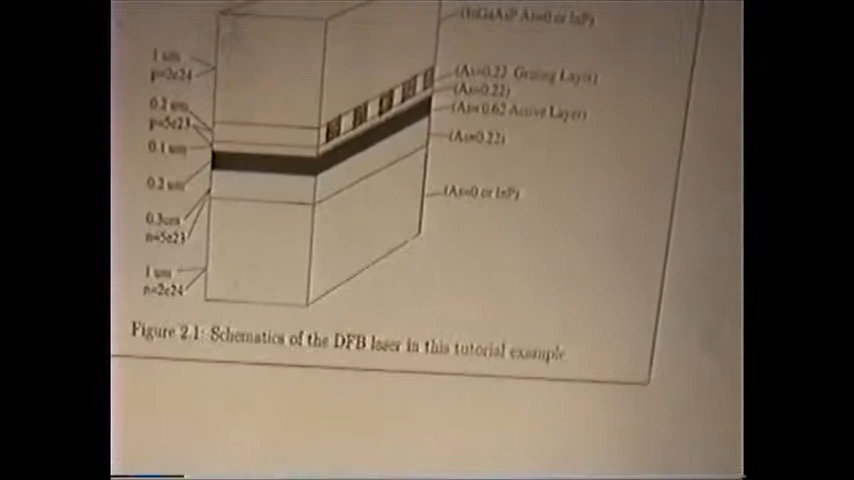 (InGaAsP As=0 or InP)
1 um
p=2e24
(As=0.22 Grating Layer)
(As=0.22)
0.2 um
(As=0.62 Active Layer)
p=5e23
0.1 um
(As=0.22)
0.2 um
(As=0 or InP)
0.3um
n=5e23
1 um
n=2e24
Figure 2.1: Schematics of the DFB laser in this tutorial example